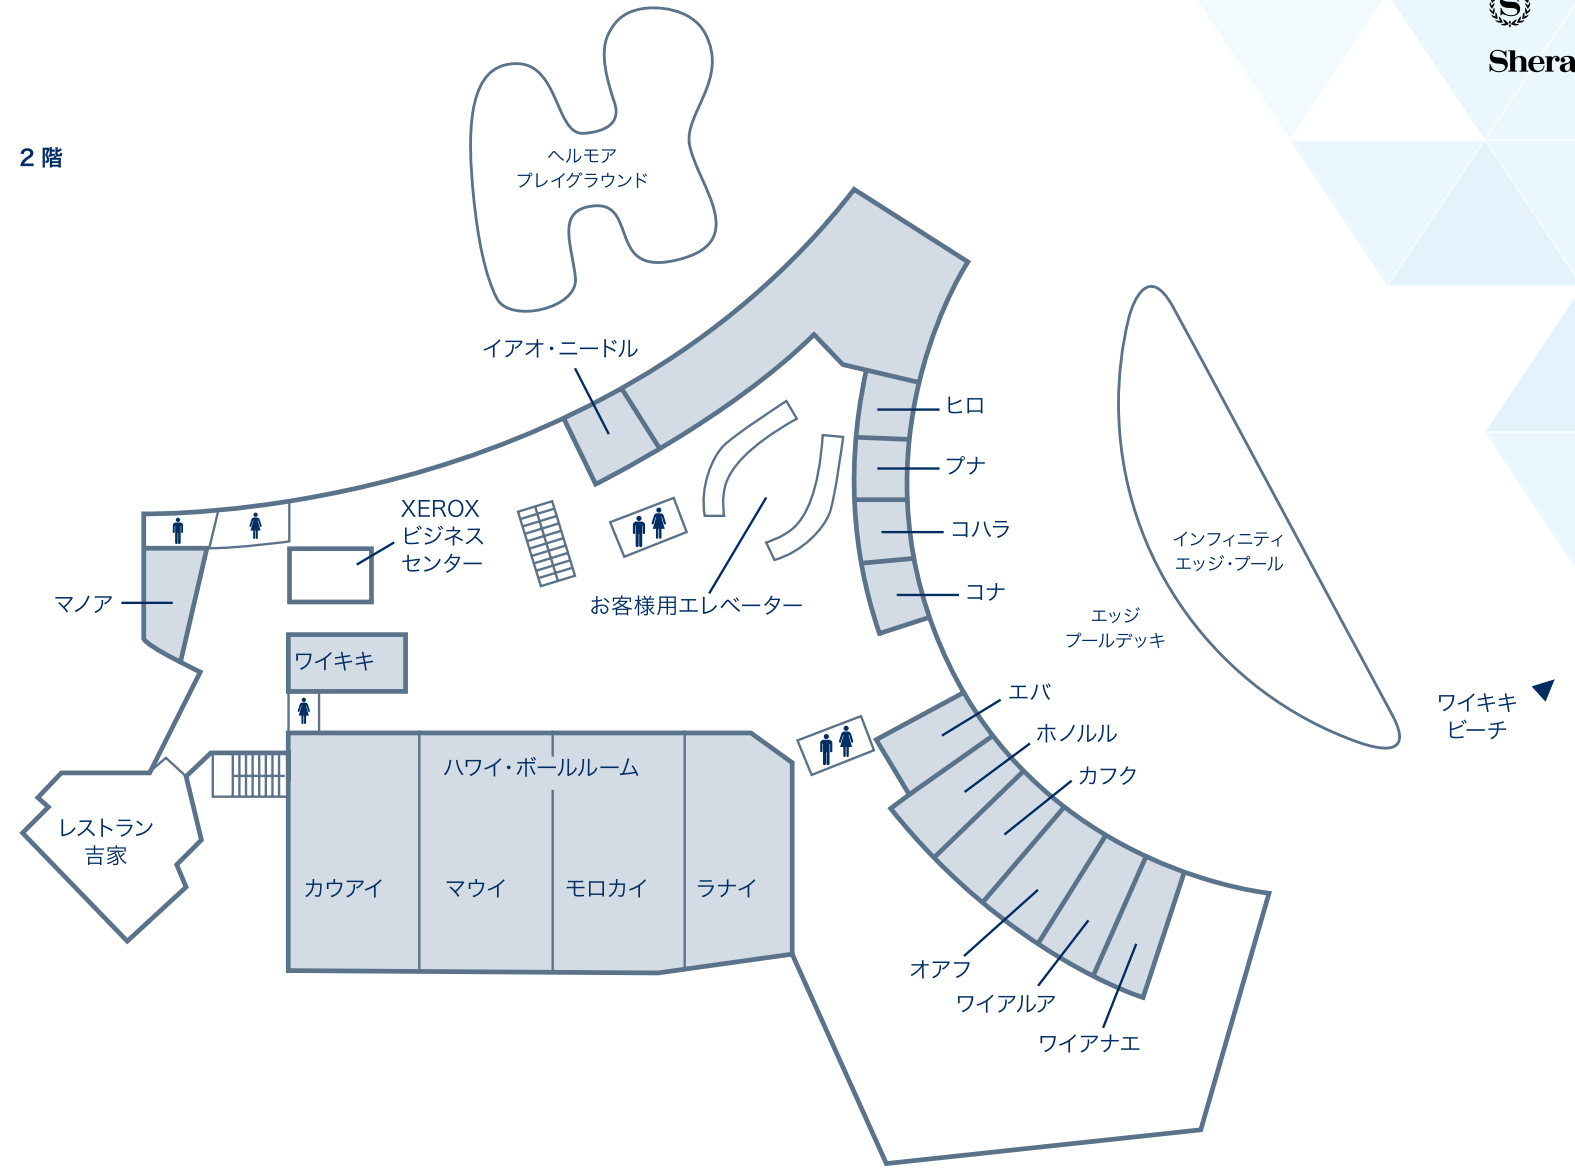 Shera
2 階
ヘルモア
プレイグラウンド
イアオ・ニードル
ヒロ
プナ
コハラ
コナ
XEROX
ビジネス
センター
お客様用エレベーター
マノア
ワイキキ
インフィニティ
エッジ・プール
エッジ
プールデッキ
ワイキキ
ビーチ
エバ
ホノルル
カフク
ハワイ・ボールルーム
レストラン
吉家
カウアイ
マウイ
モロカイ
ラナイ
オアフ
ワイアルア
ワイアナエ